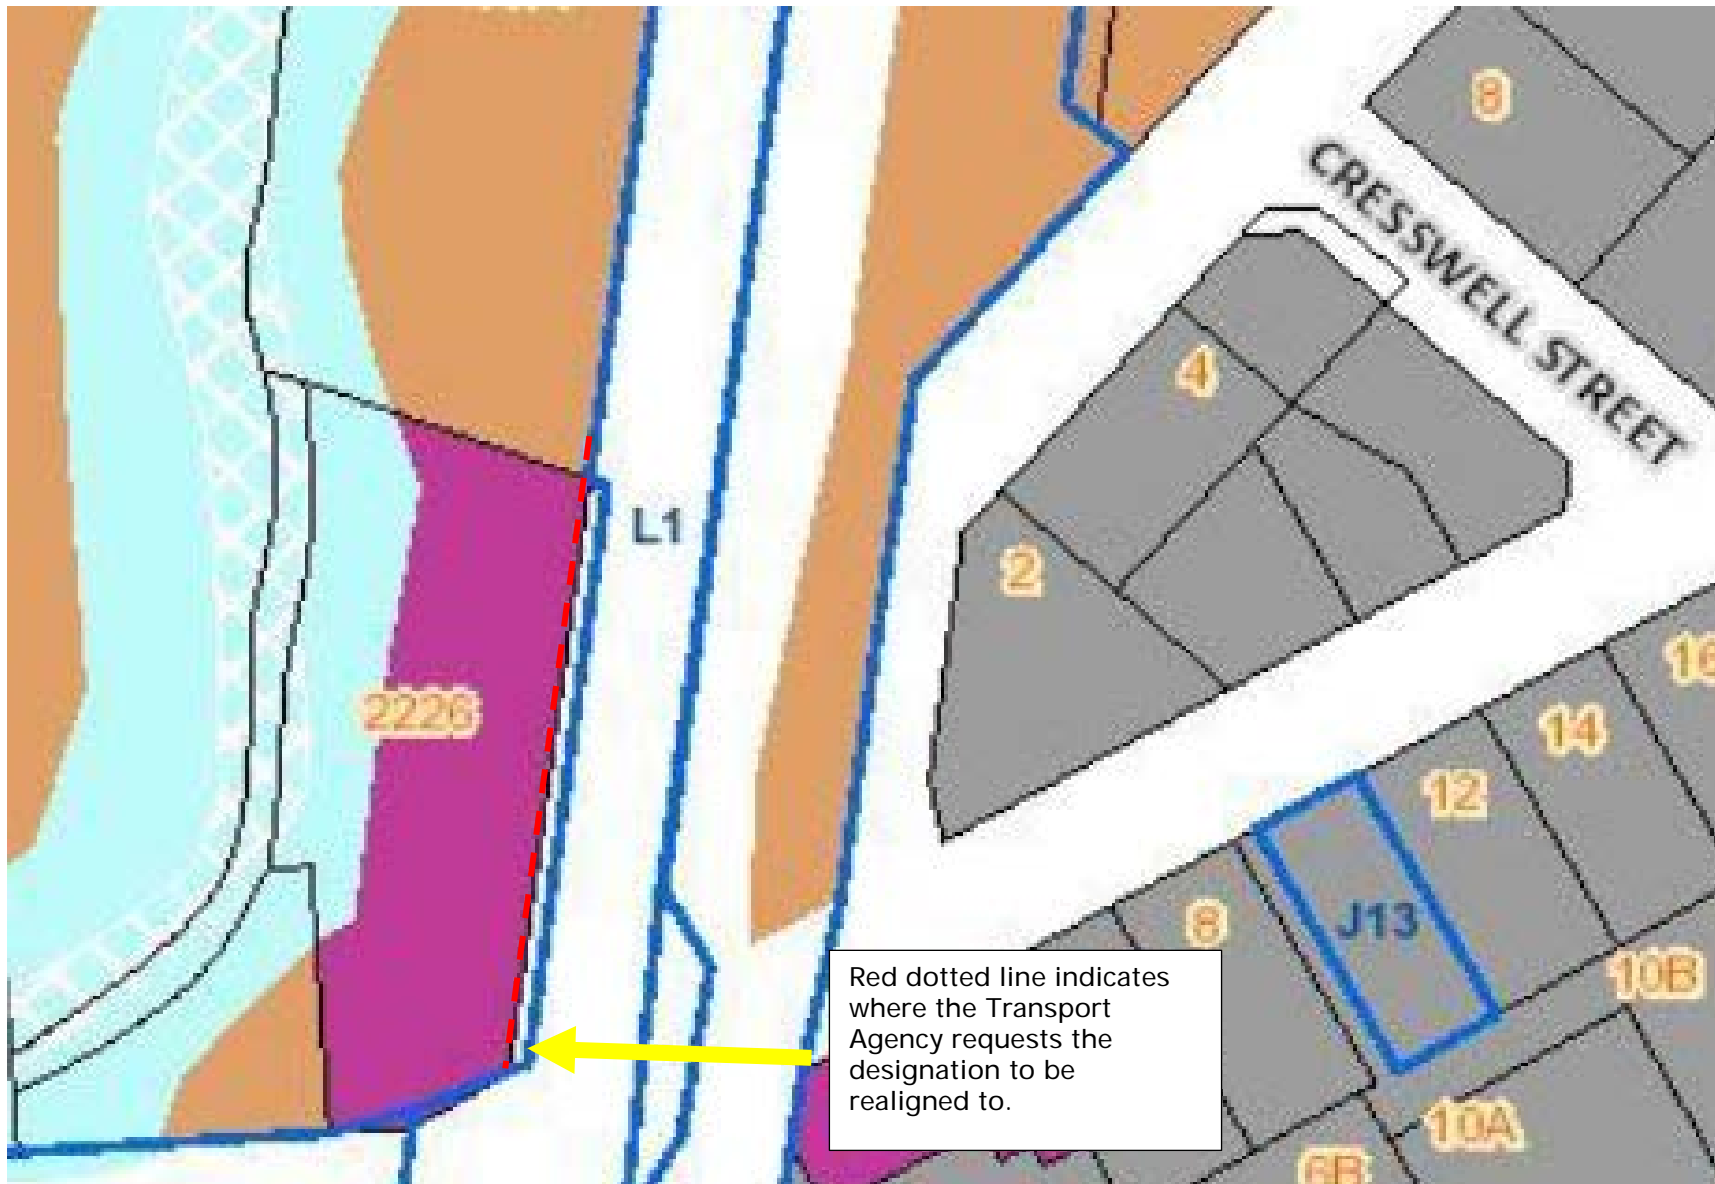 8
CRESSWELL STREET
4
2
L1
16
2226
14
12
8
J13
10B
Red dotted line indicates
where the Transport
Agency requests the
designation to be
realigned to.
10A
6B